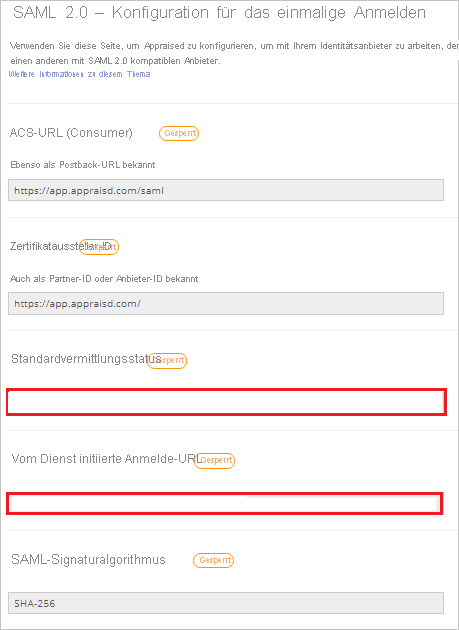 SAML 2.0 – Konfiguration für das einmalige Anmelden
Verwenden Sie diese Seite, um Appraised zu konfigurieren, um mit Ihrem Identitätsanbieter zu arbeiten, der
einen anderen mit SAML 2.0 kompatiblen Anbieter.
Weitere Informationen zu diesem Thema
ACS-URL (Consumer) Gesperrt
Ebenso als Postback-URL bekannt
https://app.appraisd.com/saml
Zertifikataussteller-ID Gesperrt
Auch als Partner-ID oder Anbieter-ID bekannt
https://app.appraisd.com/
Standardvermittlungsstatus Gesperrt
Vom Dienst initiierte Anmelde-URL Gesperrt
SAML-Signaturalgorithmus Gesperrt
SHA-256